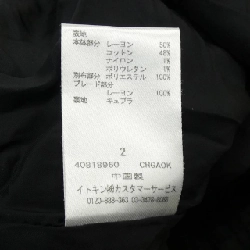 表地
本体部分 レーヨン 50%
コットン 48%
ナイロン 1%
ポリウレタン 1%
別布部分 ポリエステル 100%
ブレード部分
レーヨン 100%
裏地 キュプラ 100%
2
CHGAOK
中国製
イトキン㈱カスタマーサービス